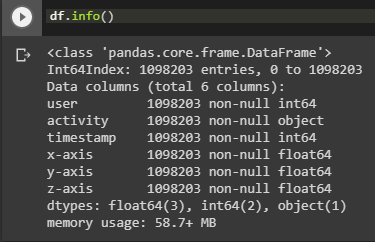 df.info()
<class 'pandas.core.frame.DataFrame'>
Int64Index: 1098203 entries, 0 to 1098203
Data columns (total 6 columns):
user         1098203 non-null int64
activity     1098203 non-null object
timestamp    1098203 non-null int64
x-axis       1098203 non-null float64
y-axis       1098203 non-null float64
z-axis       1098203 non-null float64
dtypes: float64(3), int64(2), object(1)
memory usage: 58.7+ MB